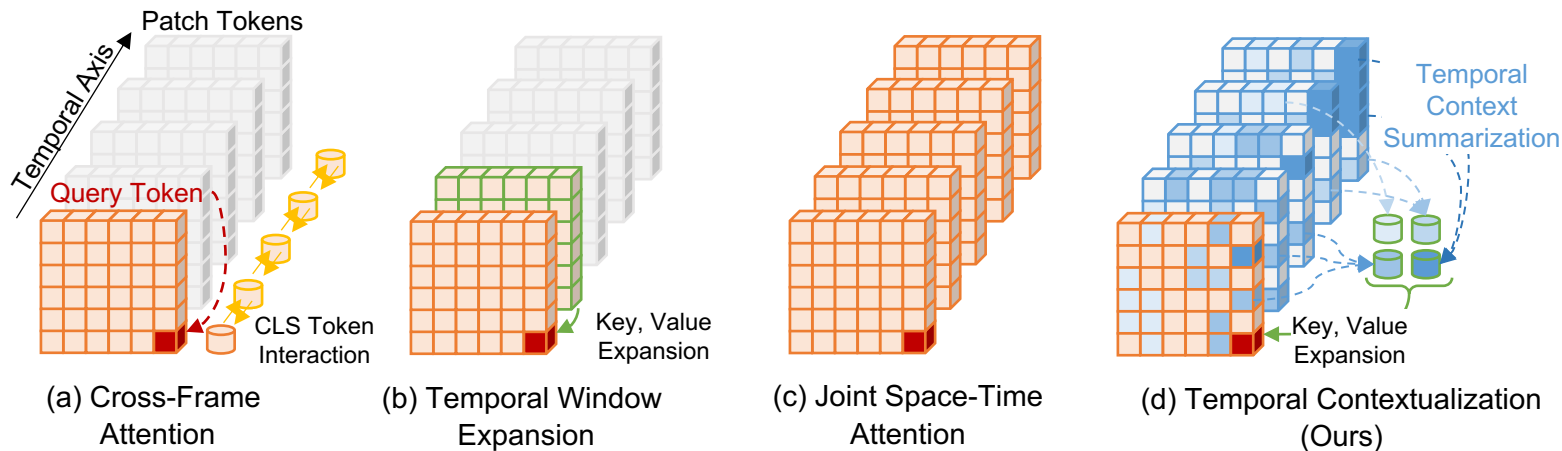 Patch Tokens
Temporal Axis
Query Token
CLS Token
Interaction
(a) Cross-Frame
Attention
Key, Value
Expansion
(b) Temporal Window
Expansion
(c) Joint Space-Time
Attention
Temporal
Context
Summarization
Key, Value
Expansion
(d) Temporal Contextualization
(Ours)